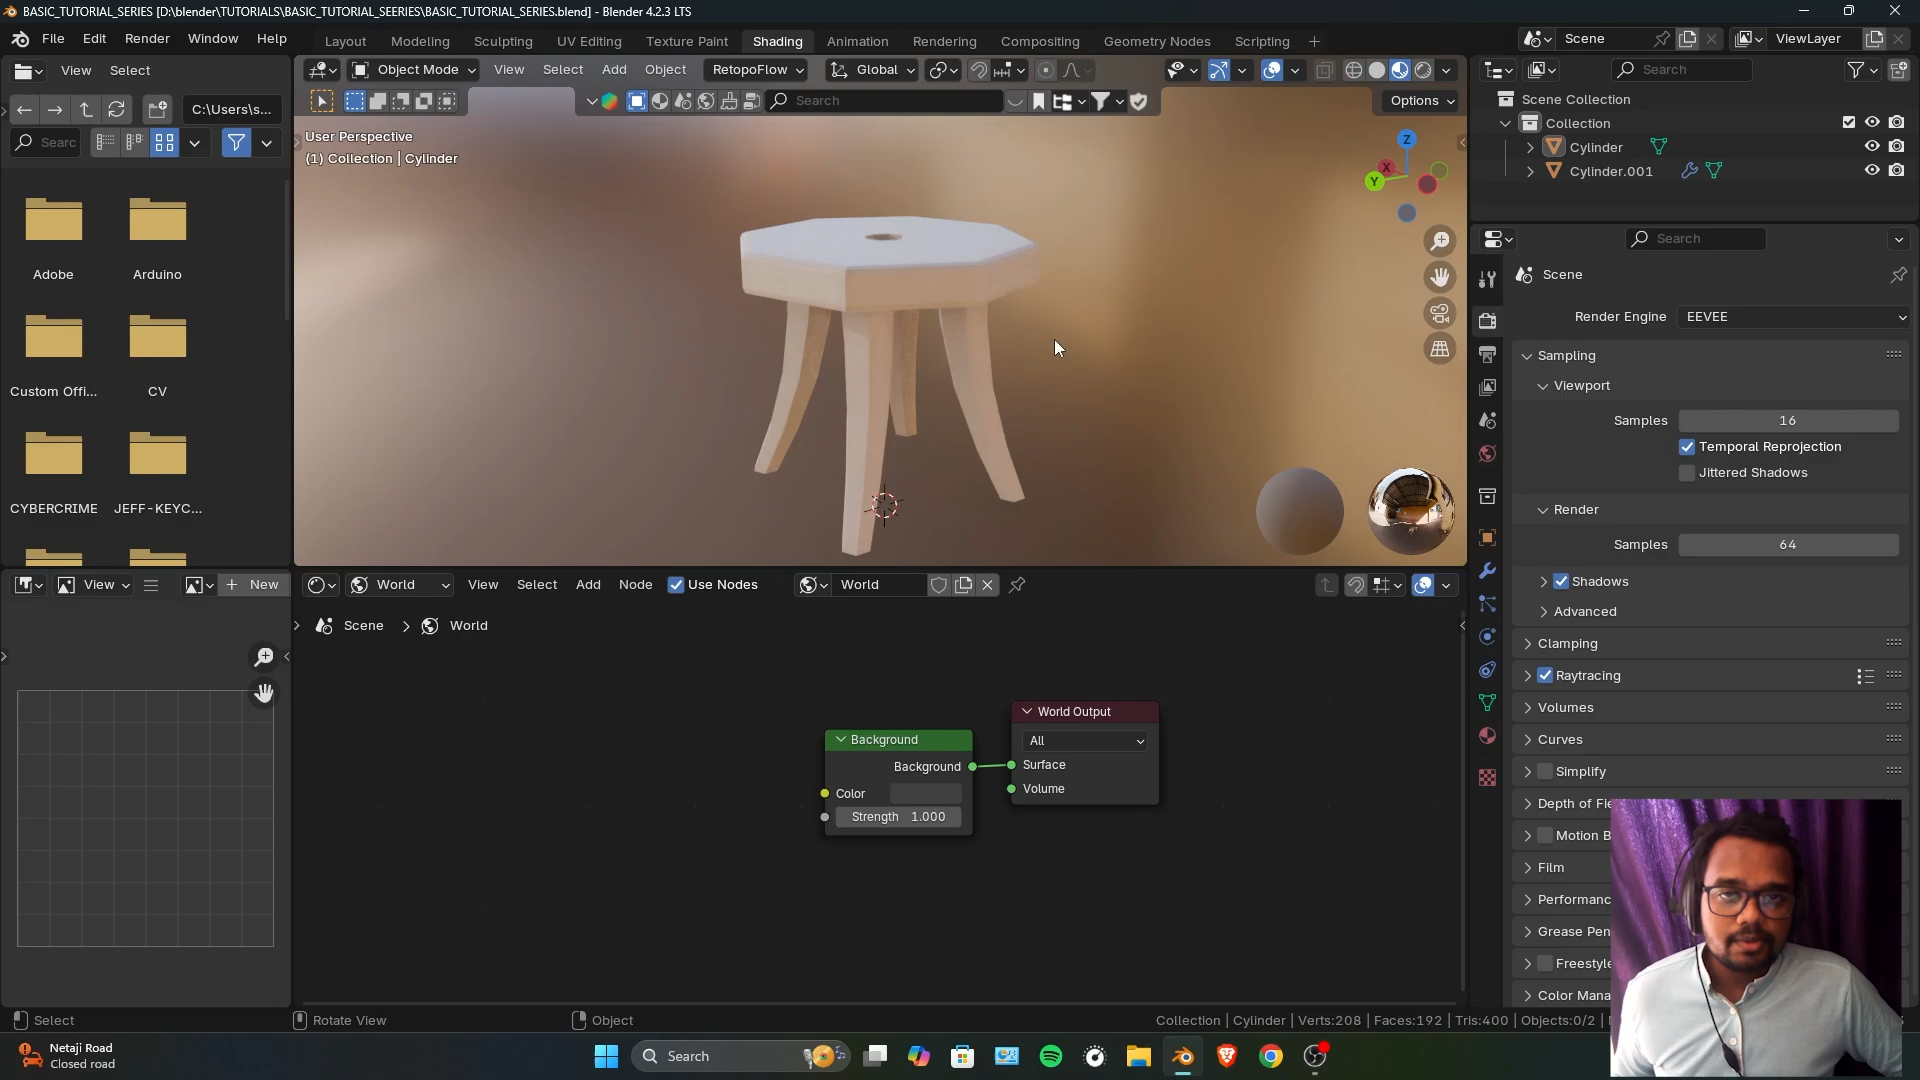 BASIC_TUTORIAL_SERIES [D:\blender\TUTORIALS\BASIC_TUTORIAL_SEERIES\BASIC_TUTORIAL_SERIES.blend] - Blender 4.2.3 LTS
File Edit Render Window Help
Layout Modeling Sculpting UV Editing Texture Paint Shading Animation Rendering Compositing Geometry Nodes Scripting +
Scene
ViewLayer
View Select
Object Mode View Select Add Object RetopoFlow Global
Search
C:\Users\s...
Search
Options
Searc
Scene Collection
Collection
Cylinder
Cylinder.001
User Perspective
(1) Collection | Cylinder
Z
X
Y
Adobe
Arduino
Custom Offi...
CV
CYBERCRIME
JEFF-KEYC...
Search
Scene
Render Engine EEVEE
Sampling
Viewport
Samples 16
Temporal Reprojection
Jittered Shadows
Render
Samples 64
Shadows
Advanced
Clamping
Raytracing
Volumes
Curves
Simplify
Depth of Fie
Motion B
Film
Performanc
Grease Pen
Freestyle
Color Mana
View
New
World View Select Add Node Use Nodes World
Scene > World
World Output
All
Surface
Volume
Background
Background
Color
Strength 1.000
Select
Rotate View
Object
Collection | Cylinder | Verts:208 | Faces:192 | Tris:400 | Objects:0/2 |
Netaji Road
Closed road
Search